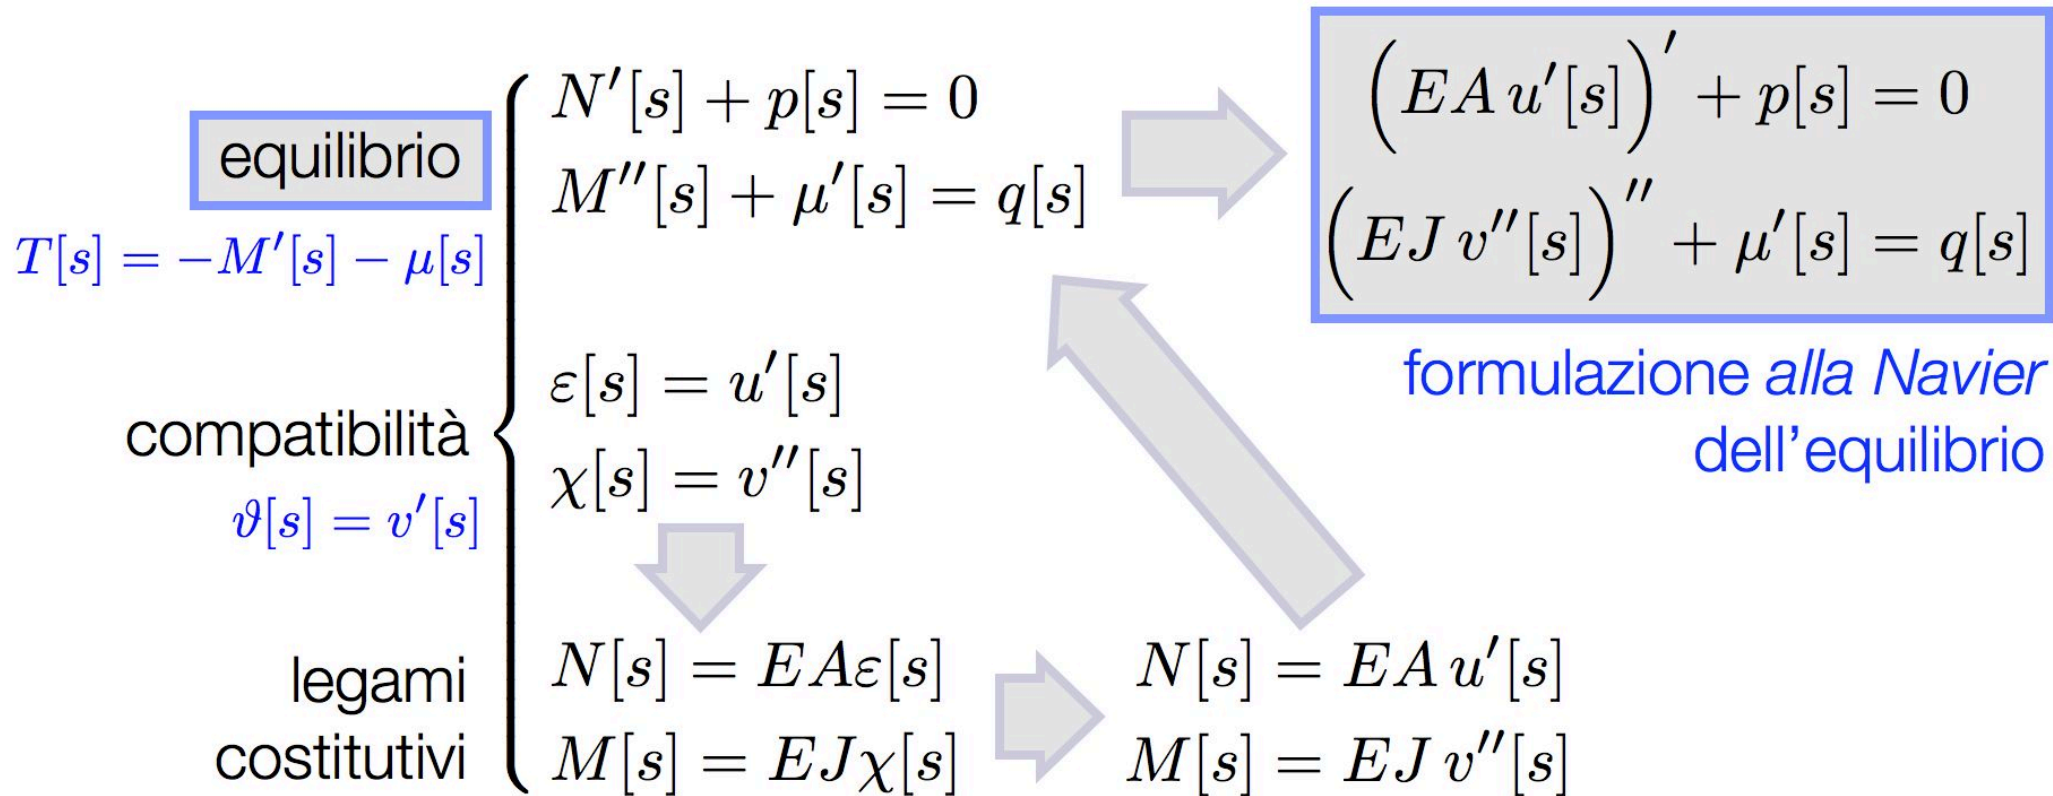 equilibrio
T[s] = −M′[s] − μ[s]
N′[s] + p[s] = 0
M″[s] + μ′[s] = q[s]
(EA u′[s])′ + p[s] = 0
(EJ v″[s])″ + μ′[s] = q[s]
formulazione alla Navier
dell'equilibrio
compatibilità
ϑ[s] = v′[s]
ε[s] = u′[s]
χ[s] = v″[s]
legami
costitutivi
N[s] = EAε[s]
M[s] = EJχ[s]
N[s] = EA u′[s]
M[s] = EJ v″[s]